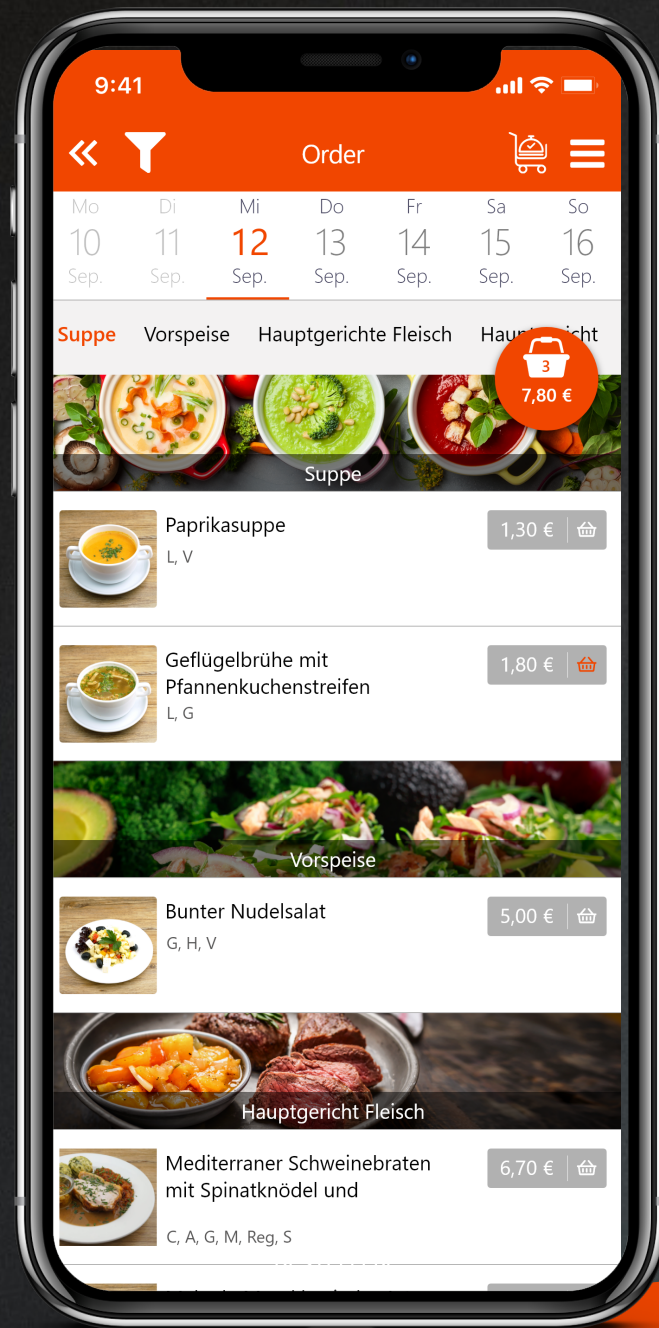 9:41
Order
Mo Di Mi Do Fr Sa So
10 11 12 13 14 15 16
Sep. Sep. Sep. Sep. Sep. Sep. Sep.
Suppe Vorspeise Hauptgerichte Fleisch
3
7,80 €
Suppe
Paprikasuppe 1,30 €
L, V
Geflügelbrühe mit 1,80 €
Pfannenkuchenstreifen
L, G
Vorspeise
Bunter Nudelsalat 5,00 €
G, H, V
Hauptgericht Fleisch
Mediterraner Schweinebraten 6,70 €
mit Spinatknödel und
C, A, G, M, Reg, S